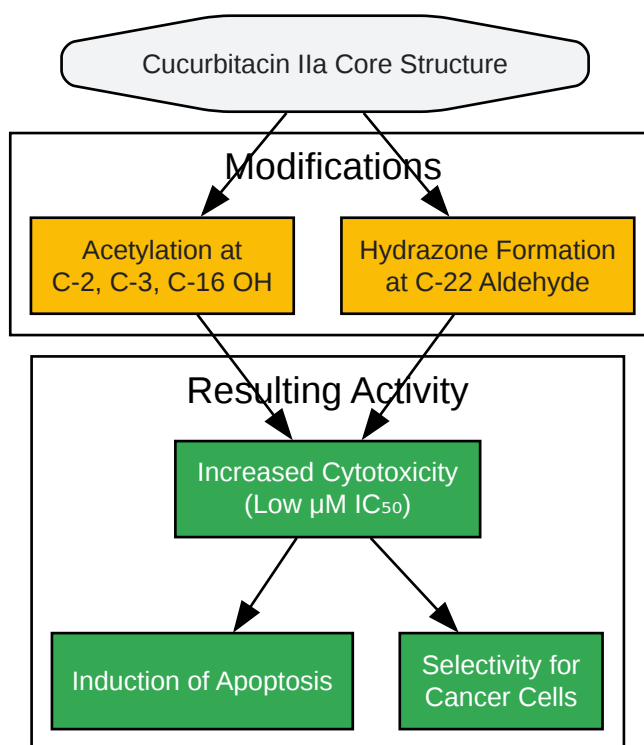 Cucurbitacin IIa Core Structure
Modifications
Acetylation at
C-2, C-3, C-16 OH
Hydrazone Formation
at C-22 Aldehyde
Resulting Activity
Increased Cytotoxicity
(Low μM IC₅₀)
Induction of Apoptosis
Selectivity for
Cancer Cells